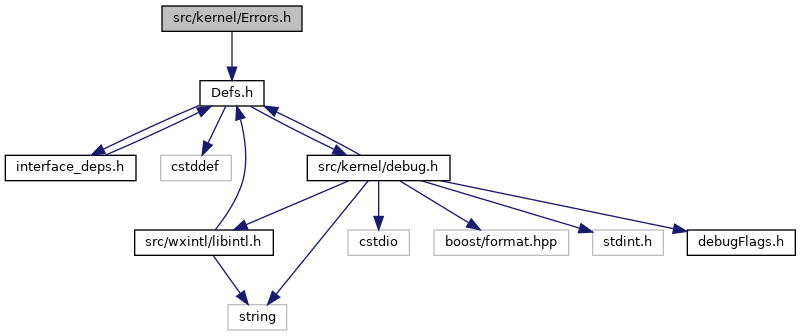 src/kernel/Errors.h
Defs.h
interface_deps.h
cstddef
src/kernel/debug.h
src/wxintl/libintl.h
cstdio
boost/format.hpp
stdint.h
debugFlags.h
string